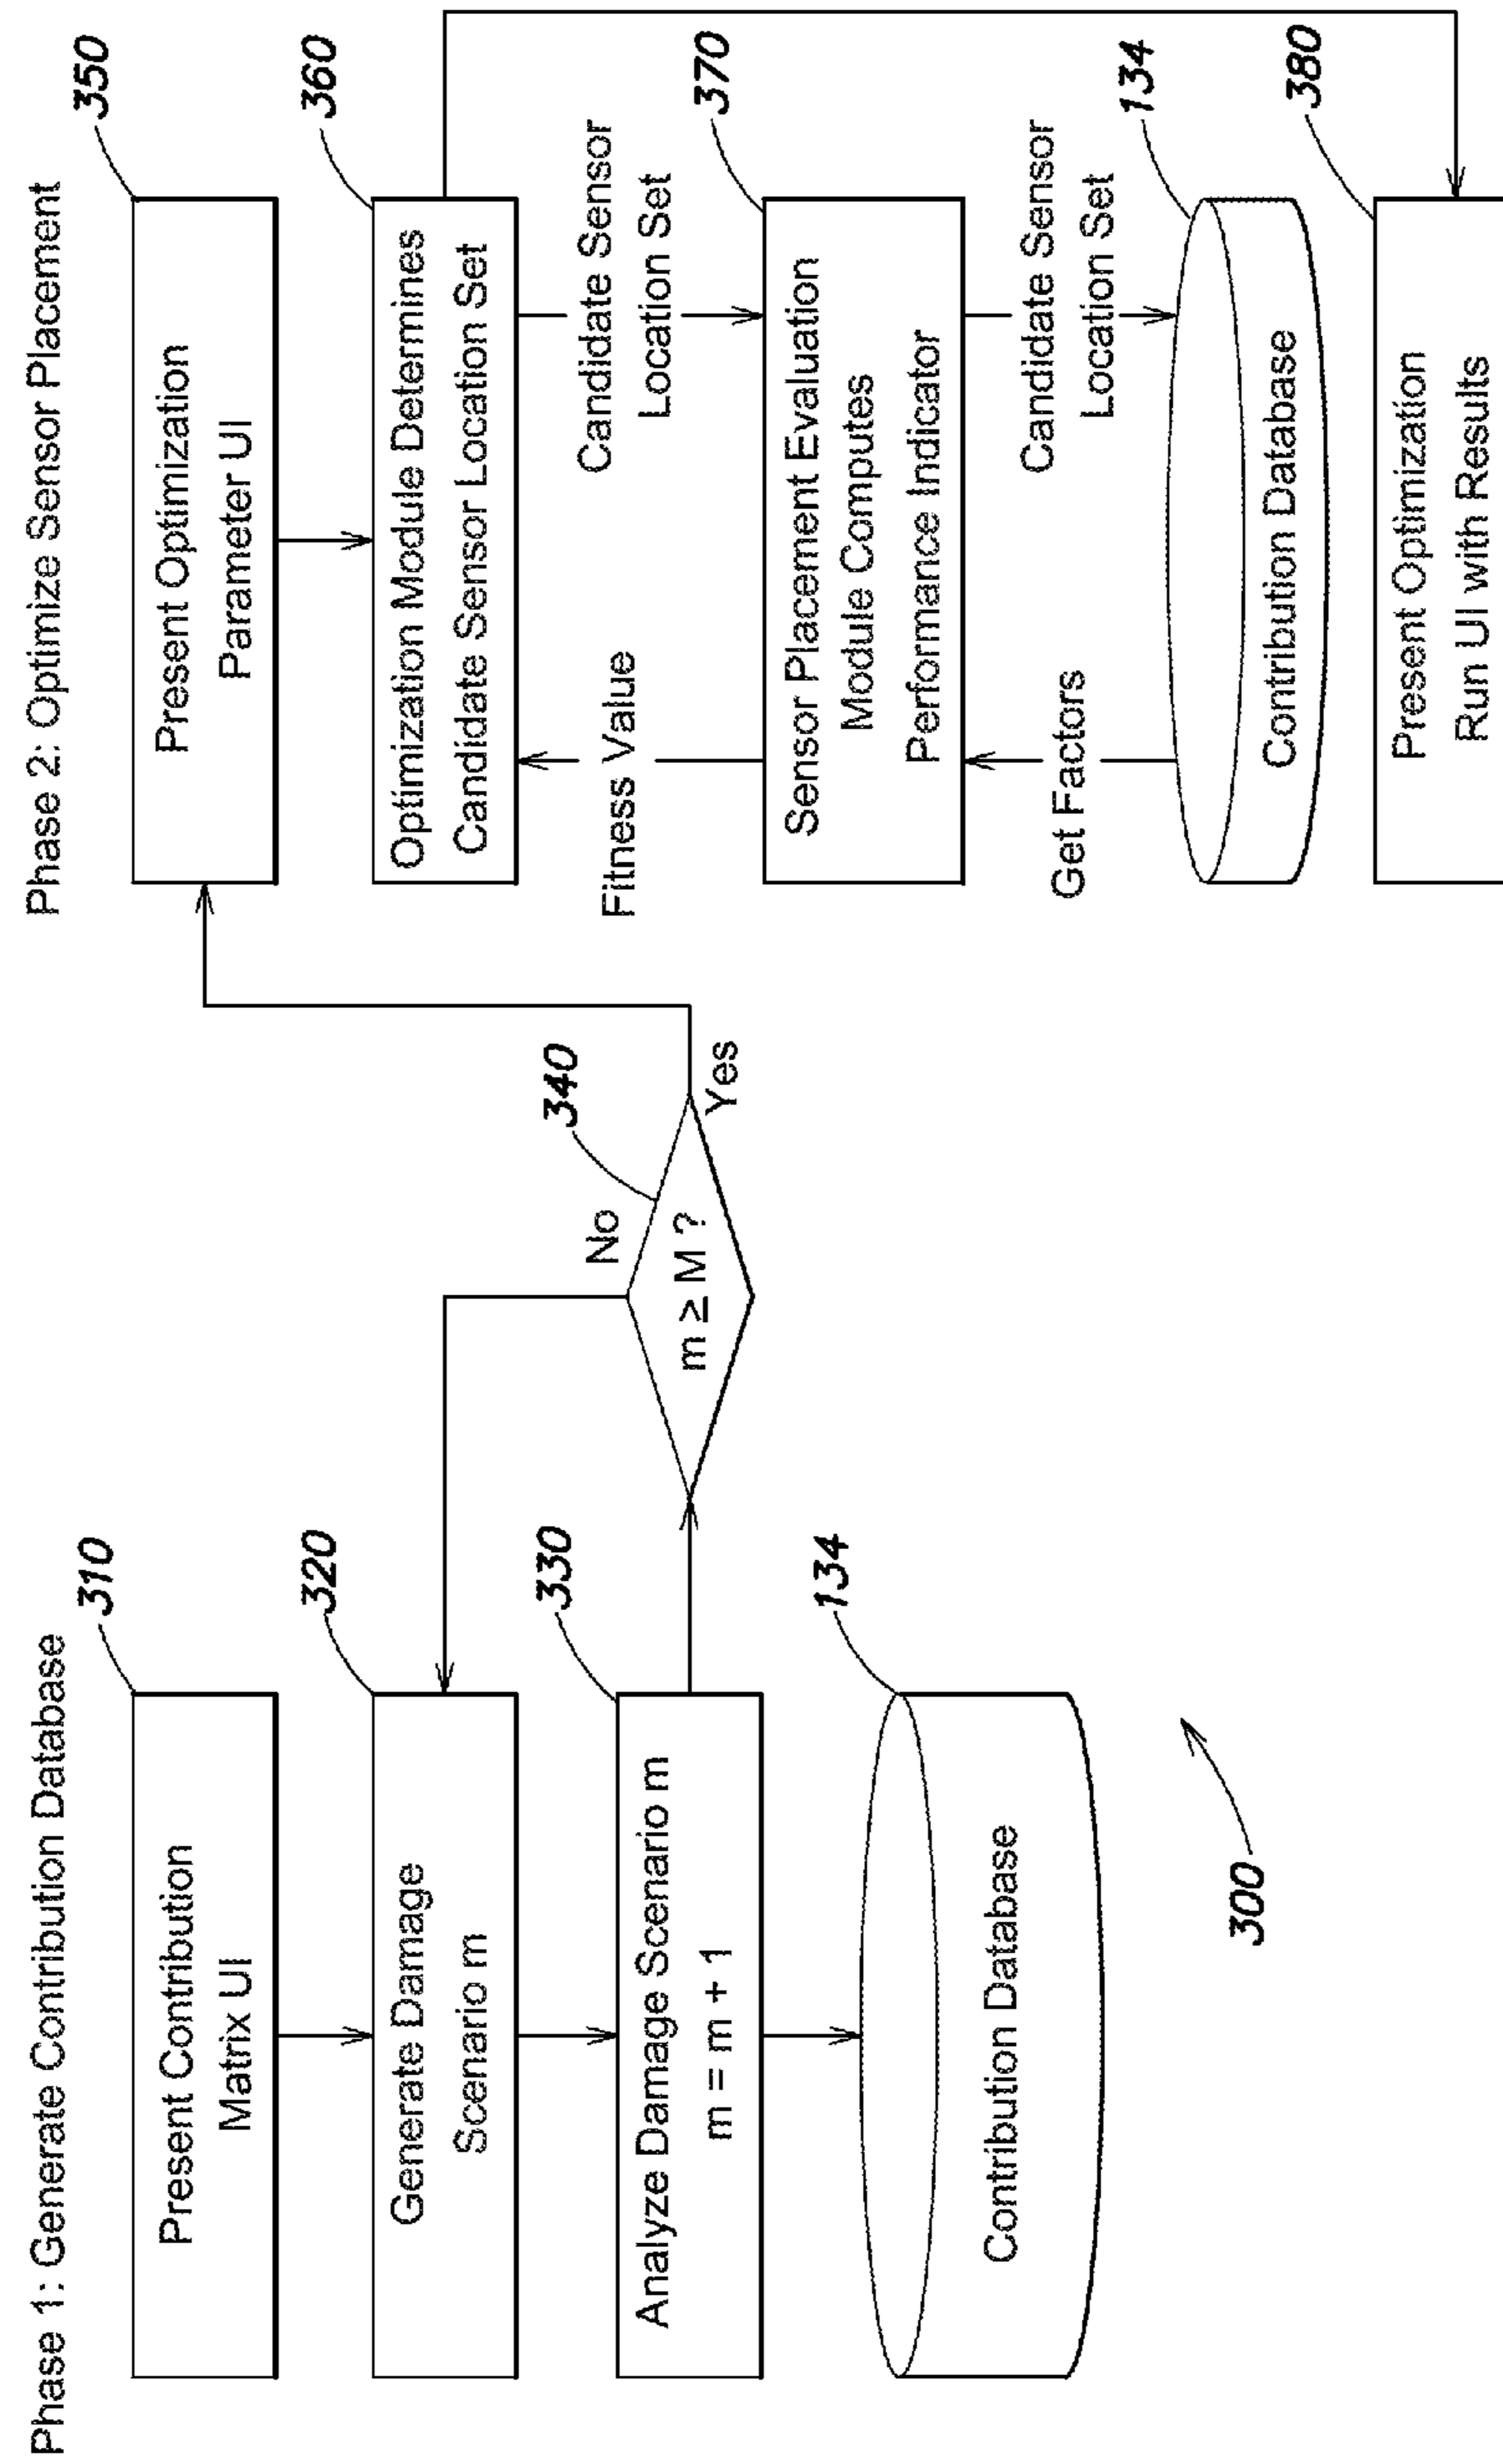 Phase 1: Generate Contribution Database
310
Present Contribution
Matrix UI
320
Generate Damage
Scenario m
330
Analyze Damage Scenario m
m = m + 1
134
Contribution Database
300
340
No
m ≥ M ?
Yes
Phase 2: Optimize Sensor Placement
350
Present Optimization
Parameter UI
360
Optimization Module Determines
Candidate Sensor Location Set
Fitness Value
Candidate Sensor
Location Set
370
Sensor Placement Evaluation
Module Computes
Performance Indicator
Get Factors
Candidate Sensor
Location Set
134
Contribution Database
380
Present Optimization
Run UI with Results